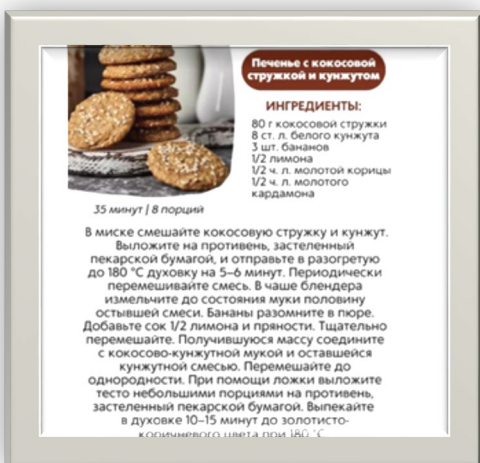 Печенье с кокосовой
стружкой и кунжутом
ИНГРЕДИЕНТЫ:
80 г кокосовой стружки
8 ст. л. белого кунжута
3 шт. бананов
1/2 лимона
1/2 ч. л. молотой корицы
1/2 ч. л. молотого
кардамона
35 минут | 8 порций
В миске смешайте кокосовую стружку и кунжут.
Выложите на противень, застеленный
пекарской бумагой, и отправьте в разогретую
до 180 °С духовку на 5–6 минут. Периодически
перемешивайте смесь. В чаше блендера
измельчите до состояния муки половину
остывшей смеси. Бананы разомните в пюре.
Добавьте сок 1/2 лимона и пряности. Тщательно
перемешайте. Получившуюся массу соедините
с кокосово-кунжутной мукой и оставшейся
кунжутной смесью. Перемешайте до
однородности. При помощи ложки выложите
тесто небольшими порциями на противень,
застеленный пекарской бумагой. Выпекайте
в духовке 10–15 минут до золотисто-
коричневого цвета при 180 °С